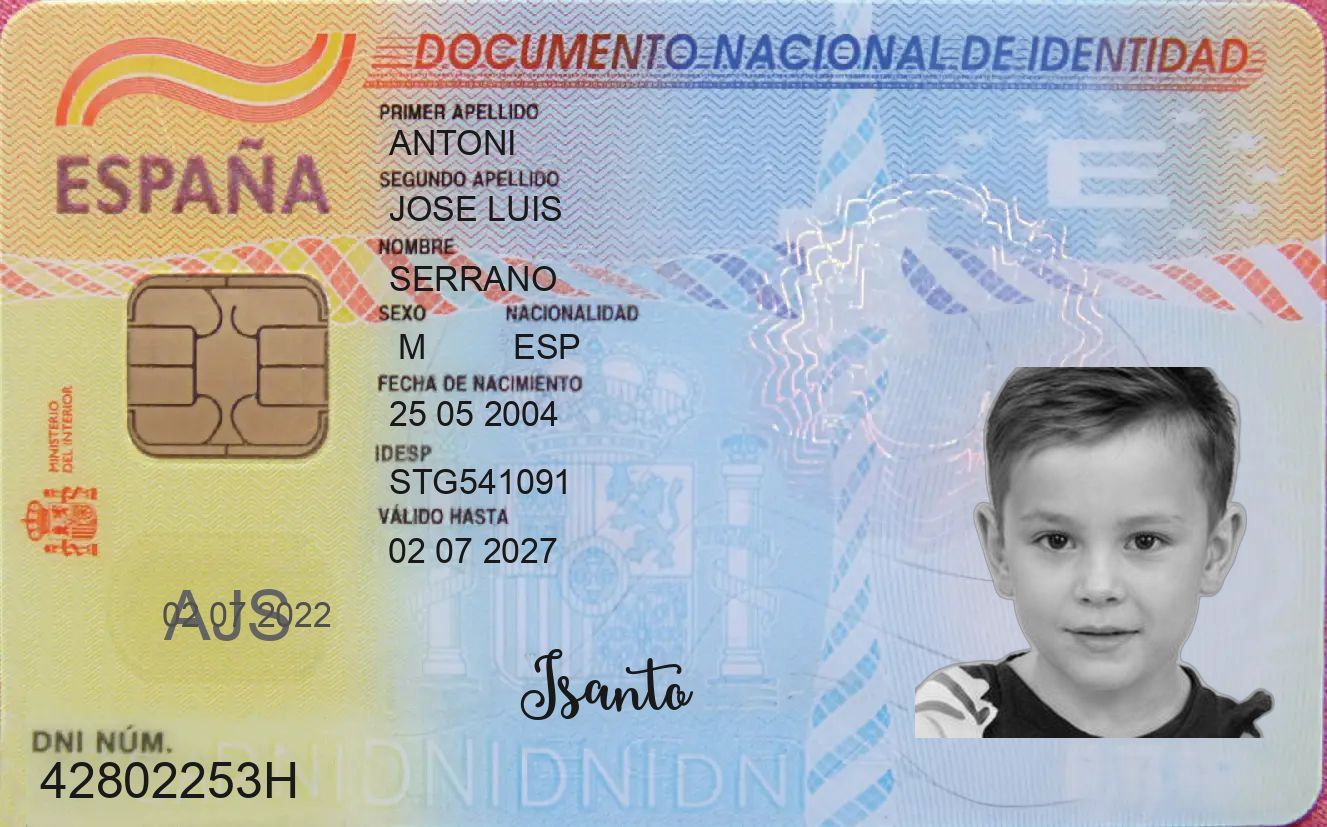 DOCUMENTO NACIONAL DE IDENTIDAD
ESPAÑA
PRIMER APELLIDO
ANTONI
SEGUNDO APELLIDO
JOSE LUIS
NOMBRE
SERRANO
SEXO NACIONALIDAD
M ESP
FECHA DE NACIMIENTO
25 05 2004
IDESP
STG541091
VÁLIDO HASTA
02 07 2027
MINISTERIO
DEL INTERIOR
E
02 07 2022
AJS
Jsanto
DNI NÚM.
42802253H
DNIDNIDNIDNI